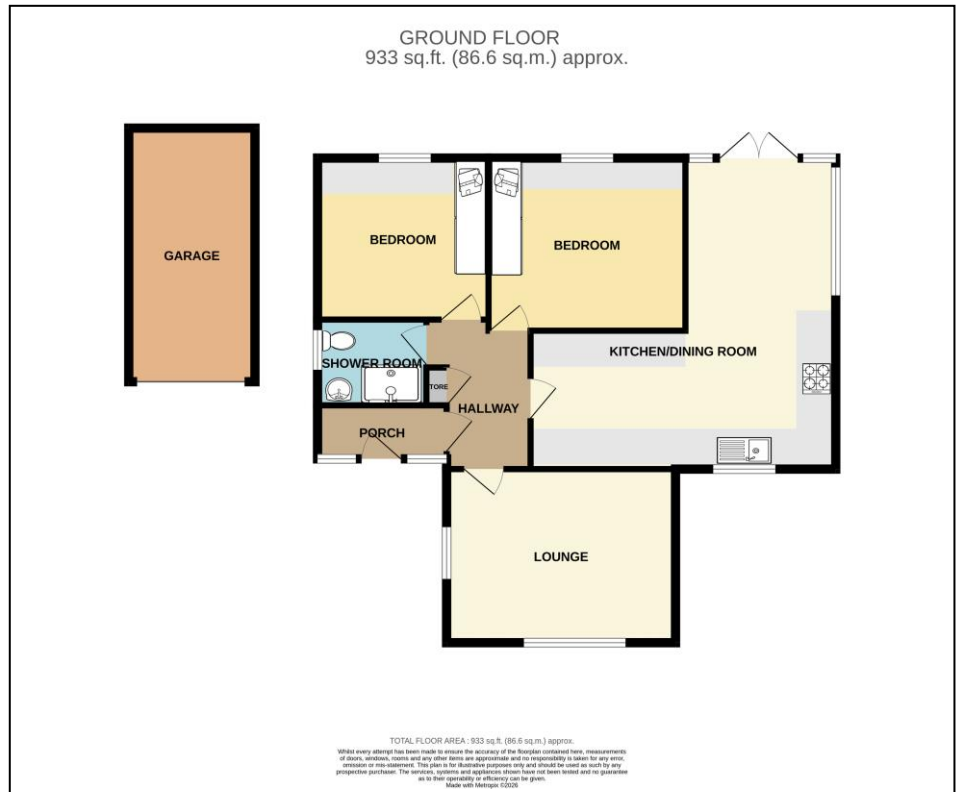 GROUND FLOOR
933 sq.ft. (86.6 sq.m.) approx.
GARAGE
BEDROOM
BEDROOM
KITCHEN/DINING ROOM
SHOWER ROOM
TORE
HALLWAY
PORCH
LOUNGE
TOTAL FLOOR AREA : 933 sq.ft. (86.6 sq.m.) approx.
Whilst every attempt has been made to ensure the accuracy of the floorplan contained here, measurements
of doors, windows, rooms and any other items are approximate and no responsibility is taken for any error,
omission or mis-statement. This plan is for illustrative purposes only and should be used as such by any
prospective purchaser. The services, systems and appliances shown have not been tested and no guarantee
as to their operability or efficiency can be given.
Made with Metropix ©2026